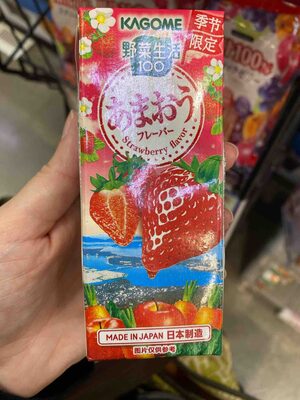 KAGOME
季节
限定
野菜生活
100
あまおう
フレーバー
Strawberry flavor
MADE IN JAPAN 日本制造
图片仅供参考